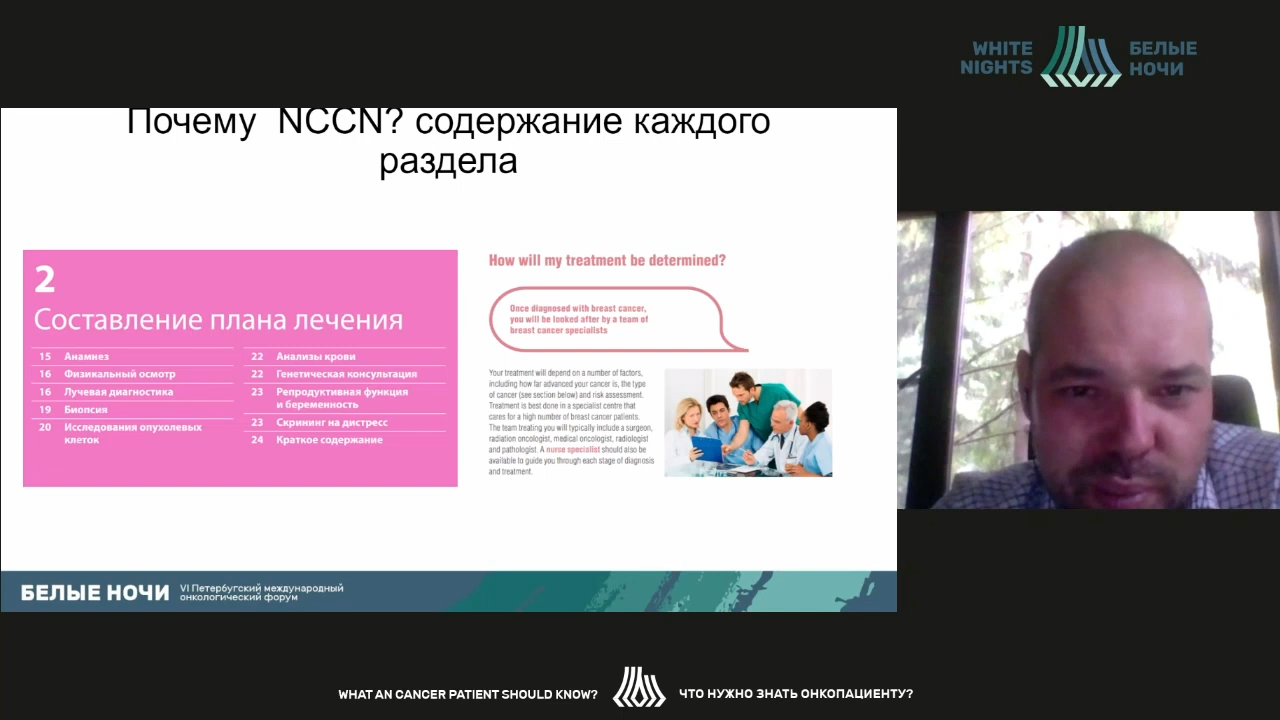 WHITE
NIGHTS
БЕЛЫЕ
НОЧИ
Почему NCCN? содержание каждого
раздела
2
Составление плана лечения
15 Анамнез
16 Физикальный осмотр
16 Лучевая диагностика
19 Биопсия
20 Исследования опухолевых
клеток
22 Анализы крови
22 Генетическая консультация
23 Репродуктивная функция
и беременность
23 Скрининг на дистресс
24 Краткое содержание
How will my treatment be determined?
Once diagnosed with breast cancer,
you will be looked after by a team of
breast cancer specialists
Your treatment will depend on a number of factors,
including how far advanced your cancer is, the type
of cancer (see section below) and risk assessment.
Treatment is best done in a specialist centre that
cares for a high number of breast cancer patients.
The team treating you will typically include a surgeon,
radiation oncologist, medical oncologist, radiologist
and pathologist. A nurse specialist should also be
available to guide you through each stage of diagnosis
and treatment.
БЕЛЫЕ НОЧИ
VI Петербугский международный
онкологический форум
WHAT AN CANCER PATIENT SHOULD KNOW?
ЧТО НУЖНО ЗНАТЬ ОНКОПАЦИЕНТУ?